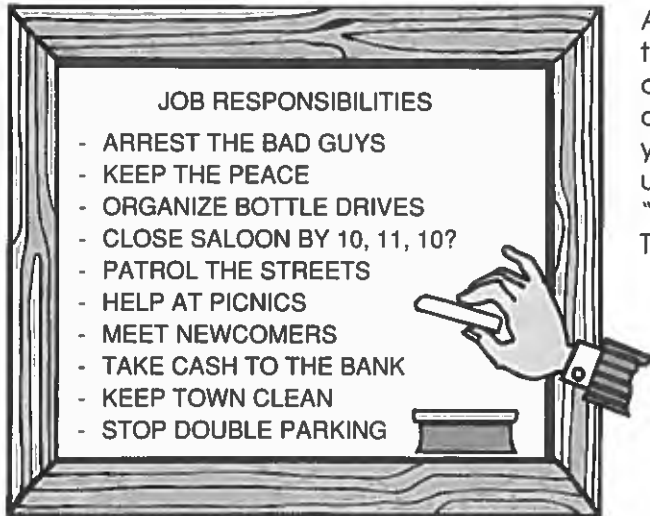 JOB RESPONSIBILITIES
- ARREST THE BAD GUYS
- KEEP THE PEACE
- ORGANIZE BOTTLE DRIVES
- CLOSE SALOON BY 10, 11, 10?
- PATROL THE STREETS
- HELP AT PICNICS
- MEET NEWCOMERS
- TAKE CASH TO THE BANK
- KEEP TOWN CLEAN
- STOP DOUBLE PARKING